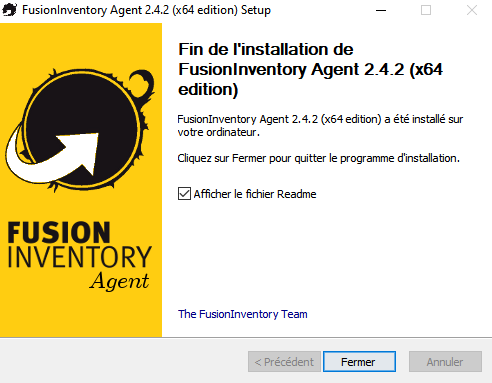 FusionInventory Agent 2.4.2 (x64 edition) Setup
Fin de l'installation de
FusionInventory Agent 2.4.2 (x64
edition)
FusionInventory Agent 2.4.2 (x64 edition) a été installé sur
votre ordinateur.
Cliquez sur Fermer pour quitter le programme d'installation.
Afficher le fichier Readme
FUSION
INVENTORY
Agent
The FusionInventory Team
< Précédent
Fermer
Annuler